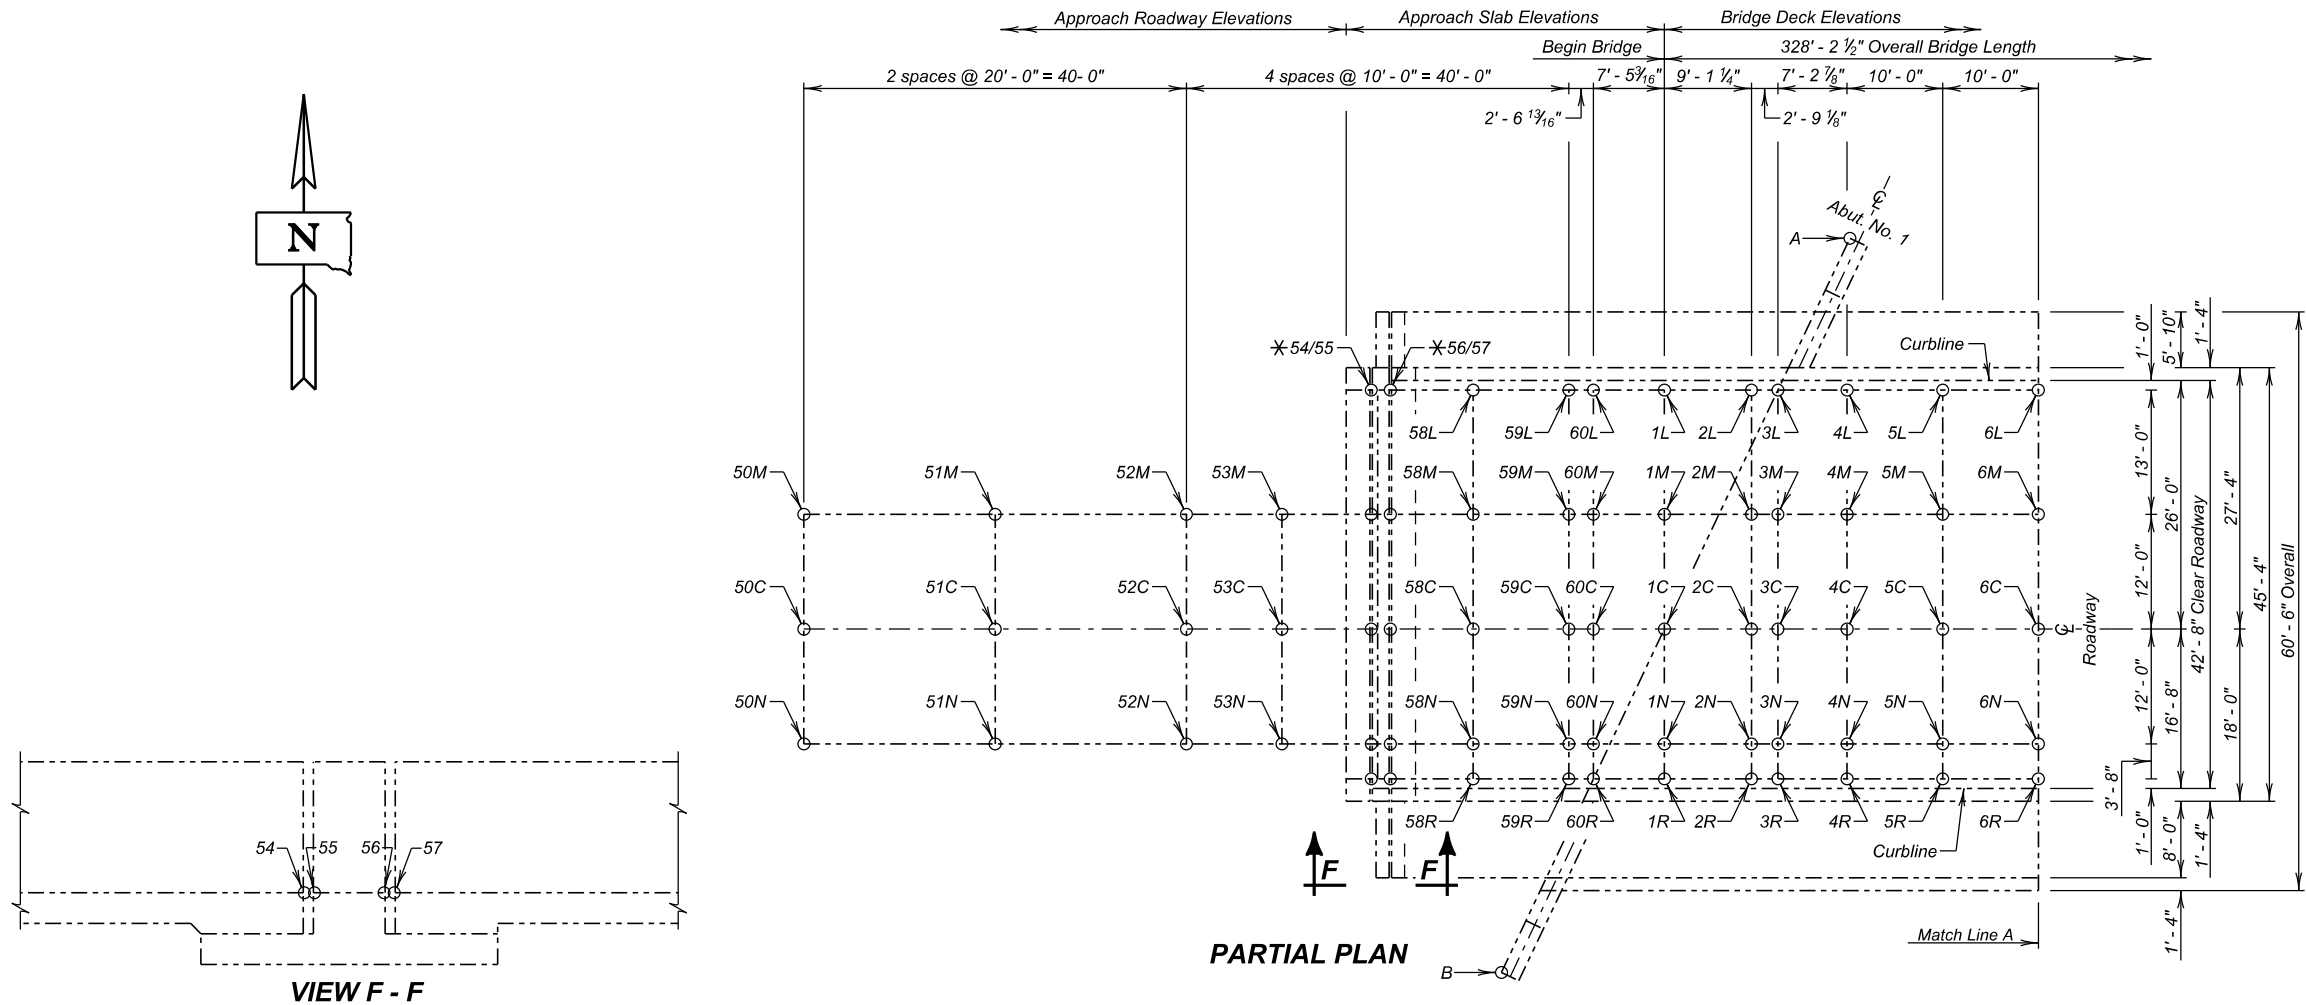 Approach Roadway Elevations
Approach Slab Elevations
Bridge Deck Elevations
Begin Bridge
328' - 2 ½" Overall Bridge Length
2 spaces @ 20' - 0" = 40- 0"
4 spaces @ 10' - 0" = 40' - 0"
7' - 5 3/16"
9' - 1 ¼"
7' - 2 ⅞"
10' - 0"
10' - 0"
2' - 6 13/16"
2' - 9 ⅛"
N
A
℄
Abut. No. 1
54/55
56/57
Curbline
58L
59L
60L
1L
2L
3L
4L
5L
6L
50M
51M
52M
53M
58M
59M
60M
1M
2M
3M
4M
5M
6M
50C
51C
52C
53C
58C
59C
60C
1C
2C
3C
4C
5C
6C
℄
Roadway
50N
51N
52N
53N
58N
59N
60N
1N
2N
3N
4N
5N
6N
58R
59R
60R
1R
2R
3R
4R
5R
6R
Curbline
1' - 0"
5' - 10"
1' - 4"
13' - 0"
26' - 0"
27' - 4"
12' - 0"
42' - 8" Clear Roadway
45' - 4"
60' - 6" Overall
12' - 0"
16' - 8"
18' - 0"
3' - 8"
1' - 0"
8' - 0"
1' - 4"
1' - 4"
F
F
Match Line A
B
PARTIAL PLAN
54
55
56
57
VIEW F - F